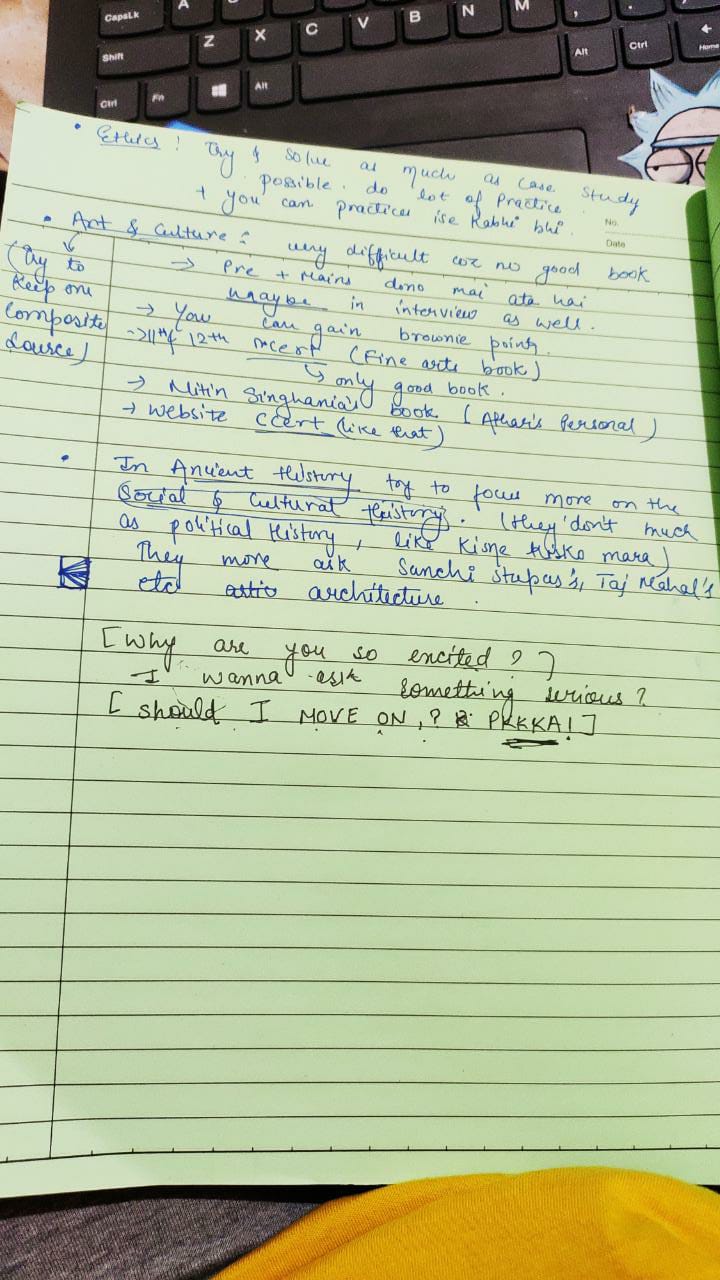 CapsLk
A
Shift
Z
X
C
V
B
N
M
Alt
Ctrl
Home
Ctrl
Fn
Alt
• Ethics! Try & solve as much as case study
possible. do lot of Practice.
+ you can practices ise Kabhi bhi.
No.
Date
• Art & Culture: very difficult coz no good book
(Try to keep one composite source)
→ Pre + Mains dono mai ata hai
maybe in interview as well.
→ You can gain brownie points.
→ 11th & 12th ncert (Fine arts book)
↳ only good book.
→ Nitin Singhania's book (Athar's Personal)
→ website CCert (like that)
• In Ancient History try to focus more on the
Social & Cultural History. (they don't much
as political History, like Kisne kisko mara)
They more ask Sanchi Stupas's, Taj Mahal's
etc architecture.
[Why are you so encited?]
I wanna ask something serious?
[should I MOVE ON,? PKKKA!]